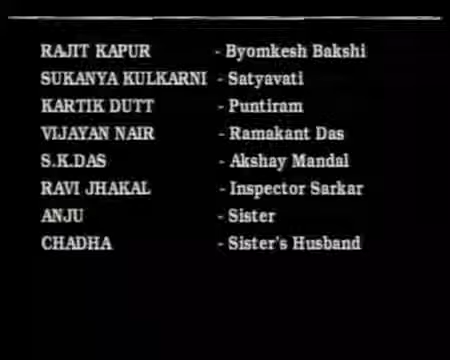 RAJIT KAPUR - Byomkesh Bakshi
SUKANYA KULKARNI - Satyavati
KARTIK DUTT - Puntiram
VIJAYAN NAIR - Ramakant Das
S.K.DAS - Akshay Mandal
RAVI JHAKAL - Inspector Sarkar
ANJU - Sister
CHADHA - Sister's Husband